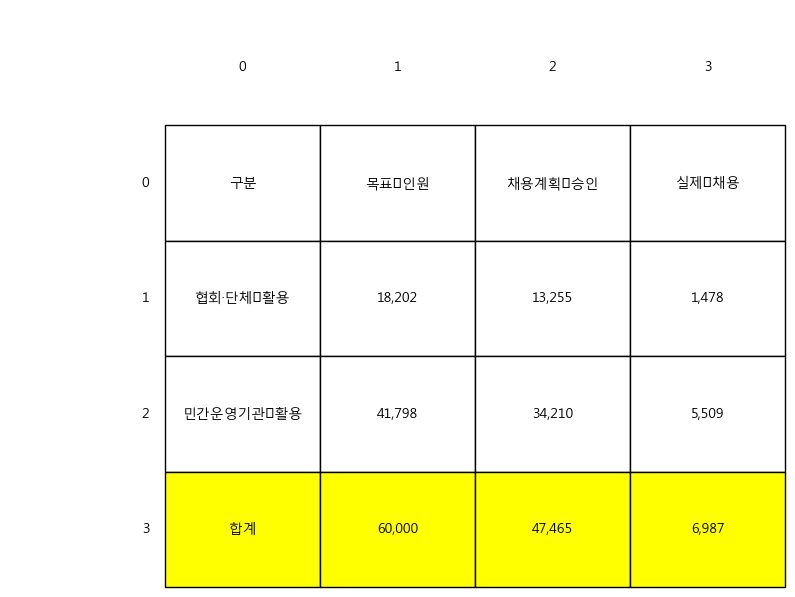 0 1 2 3
0 구분 목표 인원 채용계획 승인 실제 채용
1 협회·단체 활용 18,202 13,255 1,478
2 민간운영기관 활용 41,798 34,210 5,509
3 합계 60,000 47,465 6,987